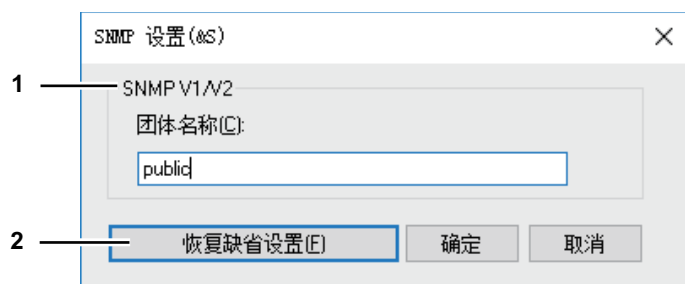 SNMP 设置(&S)
1
SNMP V1/V2
团体名称(C):
public
2
恢复缺省设置(F)
确定
取消